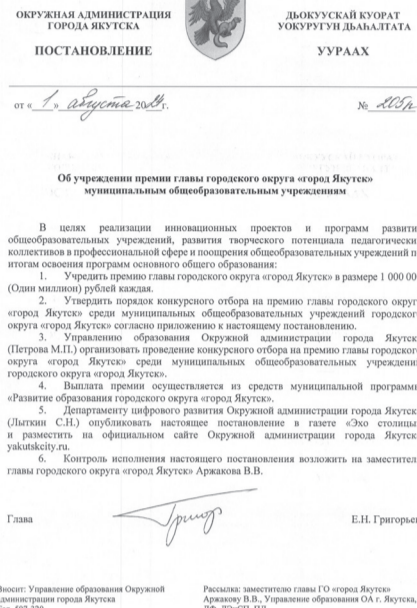 ОКРУЖНАЯ АДМИНИСТРАЦИЯ
ГОРОДА ЯКУТСКА
ПОСТАНОВЛЕНИЕ
ДЬОКУУСКАЙ КУОРАТ
УОКУРУГУН ДЬАҺАЛТАТА
УУРААХ
от «1» августа 2024г.
№ 205п
Об учреждении премии главы городского округа «город Якутск»
муниципальным общеобразовательным учреждениям
В целях реализации инновационных проектов и программ развити
общеобразовательных учреждений, развития творческого потенциала педагогически
коллективов в профессиональной сфере и поощрения общеобразовательных учреждений п
итогам освоения программ основного общего образования:
1. Учредить премию главы городского округа «город Якутск» в размере 1 000 00
(Один миллион) рублей каждая.
2. Утвердить порядок конкурсного отбора на премию главы городского округ
«город Якутск» среди муниципальных общеобразовательных учреждений городског
округа «город Якутск» согласно приложению к настоящему постановлению.
3. Управлению образования Окружной администрации города Якутск
(Петрова М.П.) организовать проведение конкурсного отбора на премию главы городског
округа «город Якутск» среди муниципальных общеобразовательных учреждени
городского округа «город Якутск».
4. Выплата премии осуществляется из средств муниципальной программ
«Развитие образования городского округа «город Якутск».
5. Департаменту цифрового развития Окружной администрации города Якутск
(Лыткин С.Н.) опубликовать настоящее постановление в газете «Эхо столицы
и разместить на официальном сайте Окружной администрации города Якутск
yakutskcity.ru.
6. Контроль исполнения настоящего постановления возложить на заместител
главы городского округа «город Якутск» Аржакова В.В.
Глава
Е.Н. Григорье
Вносит: Управление образования Окружной
администрации города Якутска
Рассылка: заместителю главы ГО «город Якутск»
Аржакову В.В., Управление образования ОА г. Якутска,